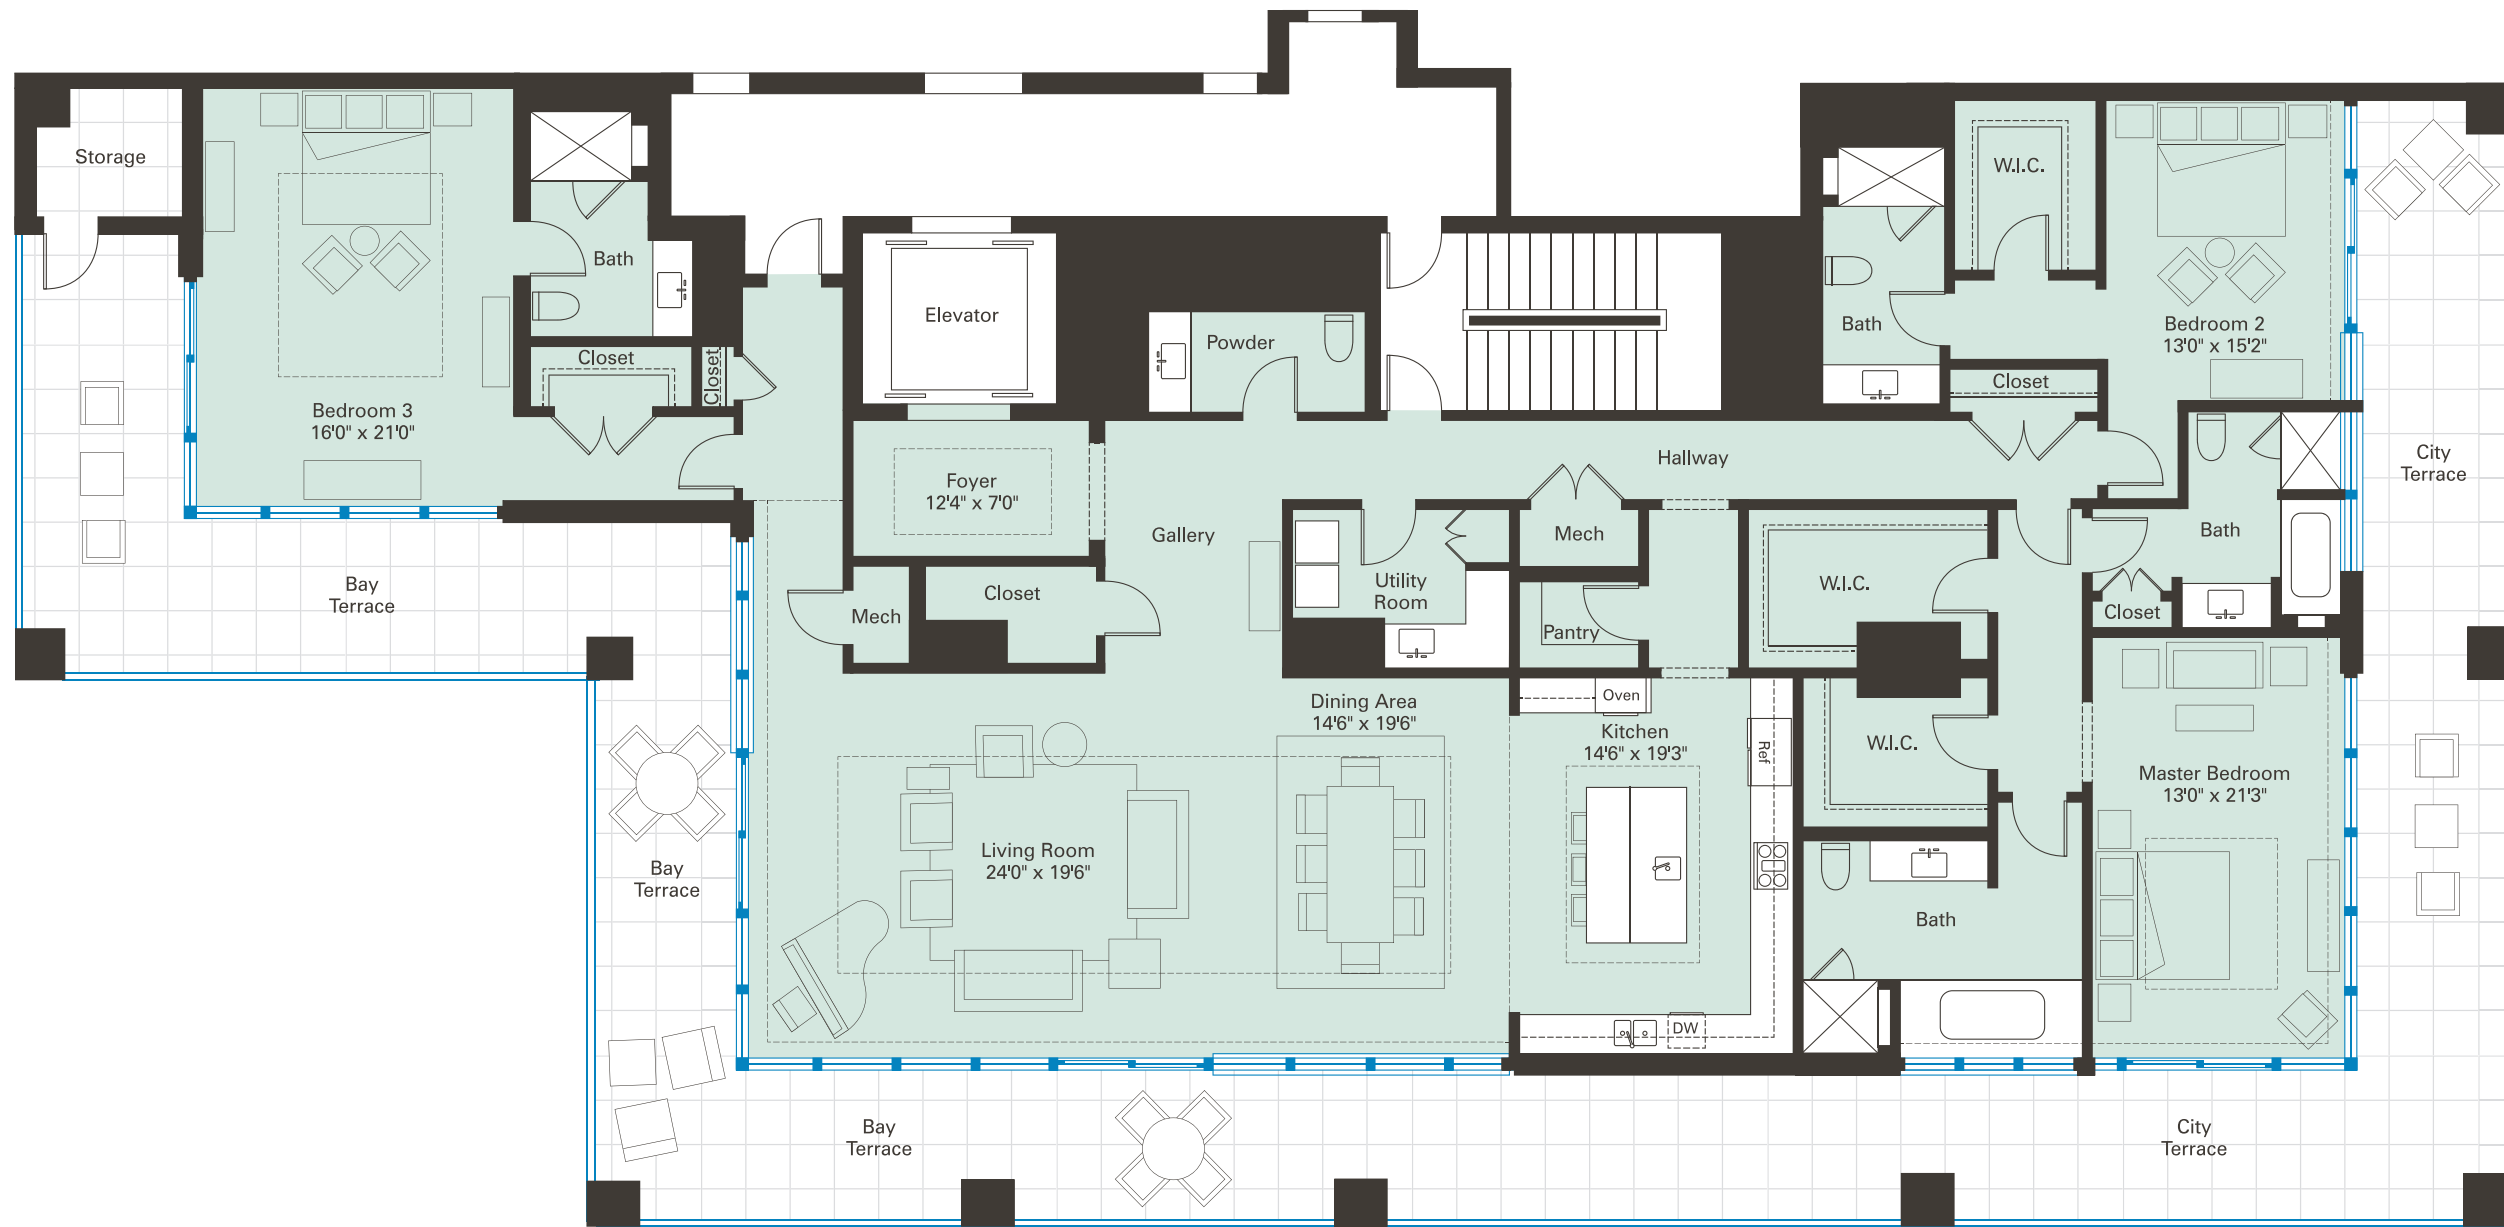 Storage
W.I.C.
Bath
Elevator
Bath
Powder
Bedroom 2
13'0" x 15'2"
Closet
Closet
Closet
Bedroom 3
16'0" x 21'0"
Hallway
City
Terrace
Foyer
12'4" x 7'0"
Gallery
Mech
Bath
Utility
Room
W.I.C.
Bay
Terrace
Closet
Mech
Pantry
Closet
Oven
Dining Area
14'6" x 19'6"
Kitchen
14'6" x 19'3"
Ref
W.I.C.
Master Bedroom
13'0" x 21'3"
Living Room
24'0" x 19'6"
Bay
Terrace
Bath
DW
Bay
Terrace
City
Terrace